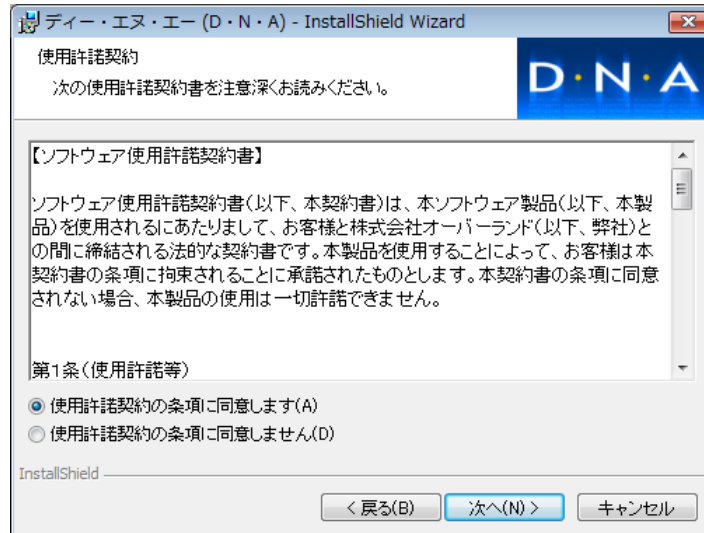 ディー・エヌ・エー (D・N・A) - InstallShield Wizard
使用許諾契約
次の使用許諾契約書を注意深くお読みください。
D・N・A
【ソフトウェア使用許諾契約書】
ソフトウェア使用許諾契約書(以下、本契約書)は、本ソフトウェア製品(以下、本製
品)を使用されるにあたりまして、お客様と株式会社オーバーランド(以下、弊社)と
の間に締結される法的な契約書です。本製品を使用することによって、お客様は本
契約書の条項に拘束されることに承諾されたものとします。本契約書の条項に同意
されない場合、本製品の使用は一切許諾できません。
第1条(使用許諾等)
使用許諾契約の条項に同意します(A)
使用許諾契約の条項に同意しません(D)
InstallShield
< 戻る(B)
次へ(N) >
キャンセル